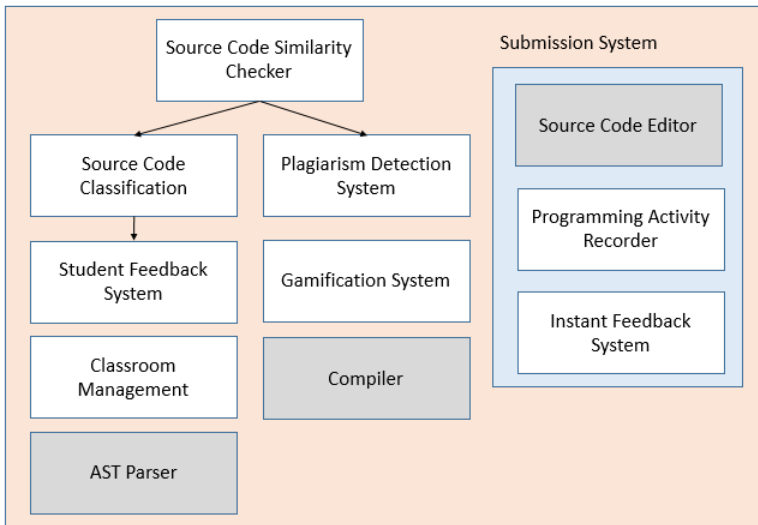 Source Code Similarity
Checker
Submission System
Source Code Editor
Source Code
Classification
Plagiarism Detection
System
Programming Activity
Recorder
Student Feedback
System
Gamification System
Instant Feedback
System
Classroom
Management
Compiler
AST Parser